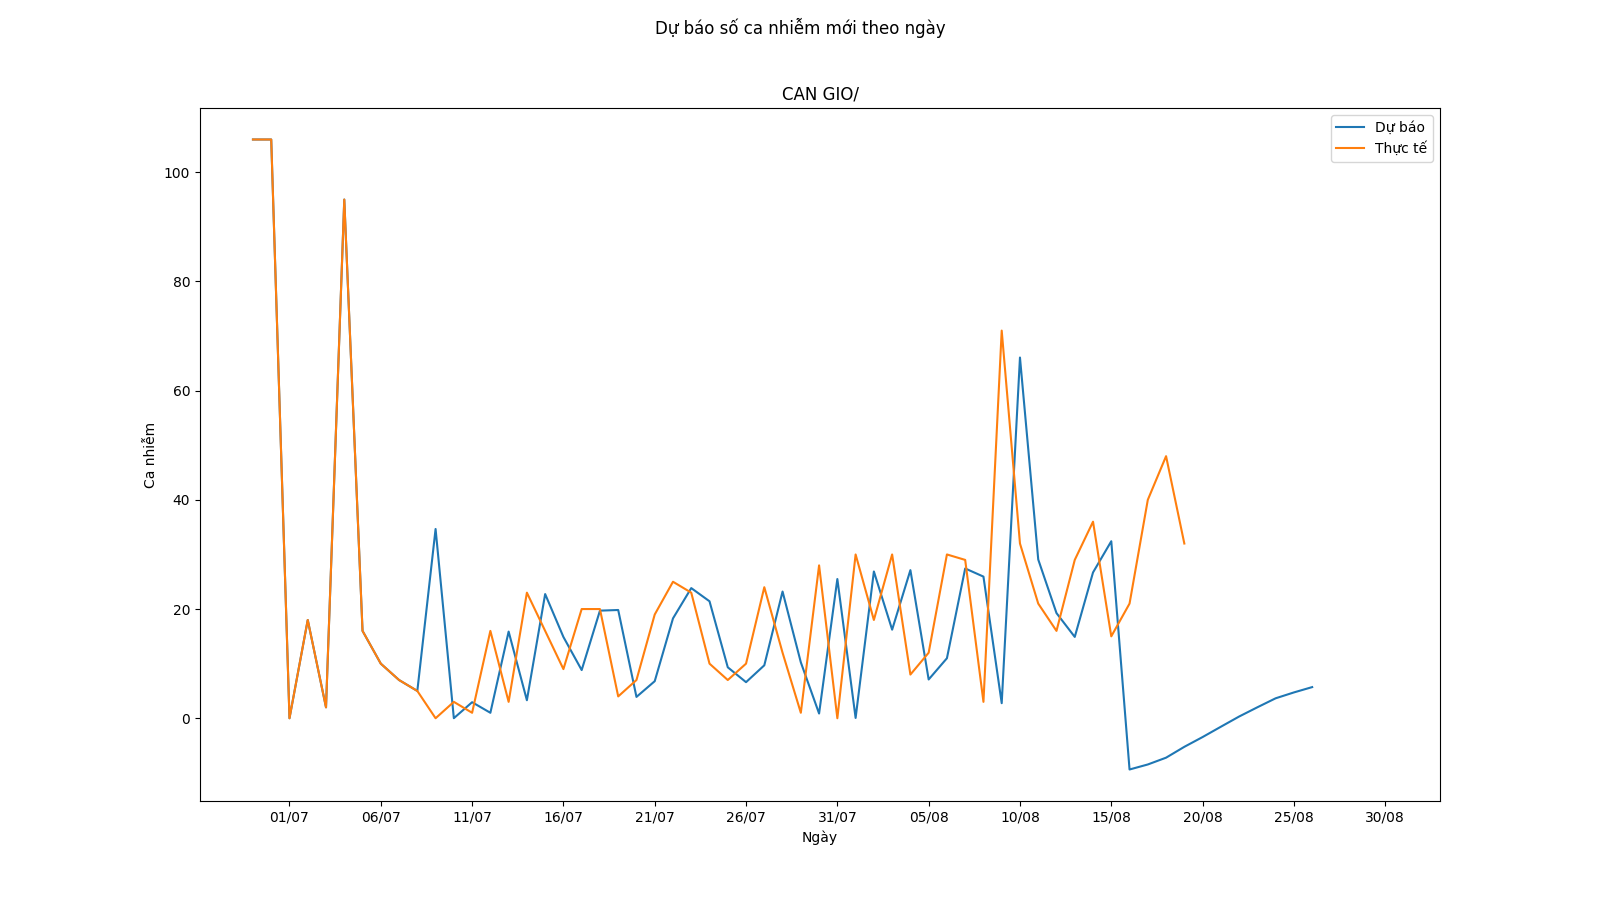 Dự báo số ca nhiễm mới theo ngày
CAN GIO/
Dự báo
Thực tế
100
80
60
40
20
0
Ca nhiễm
01/07 06/07 11/07 16/07 21/07 26/07 31/07 05/08 10/08 15/08 20/08 25/08 30/08
Ngày